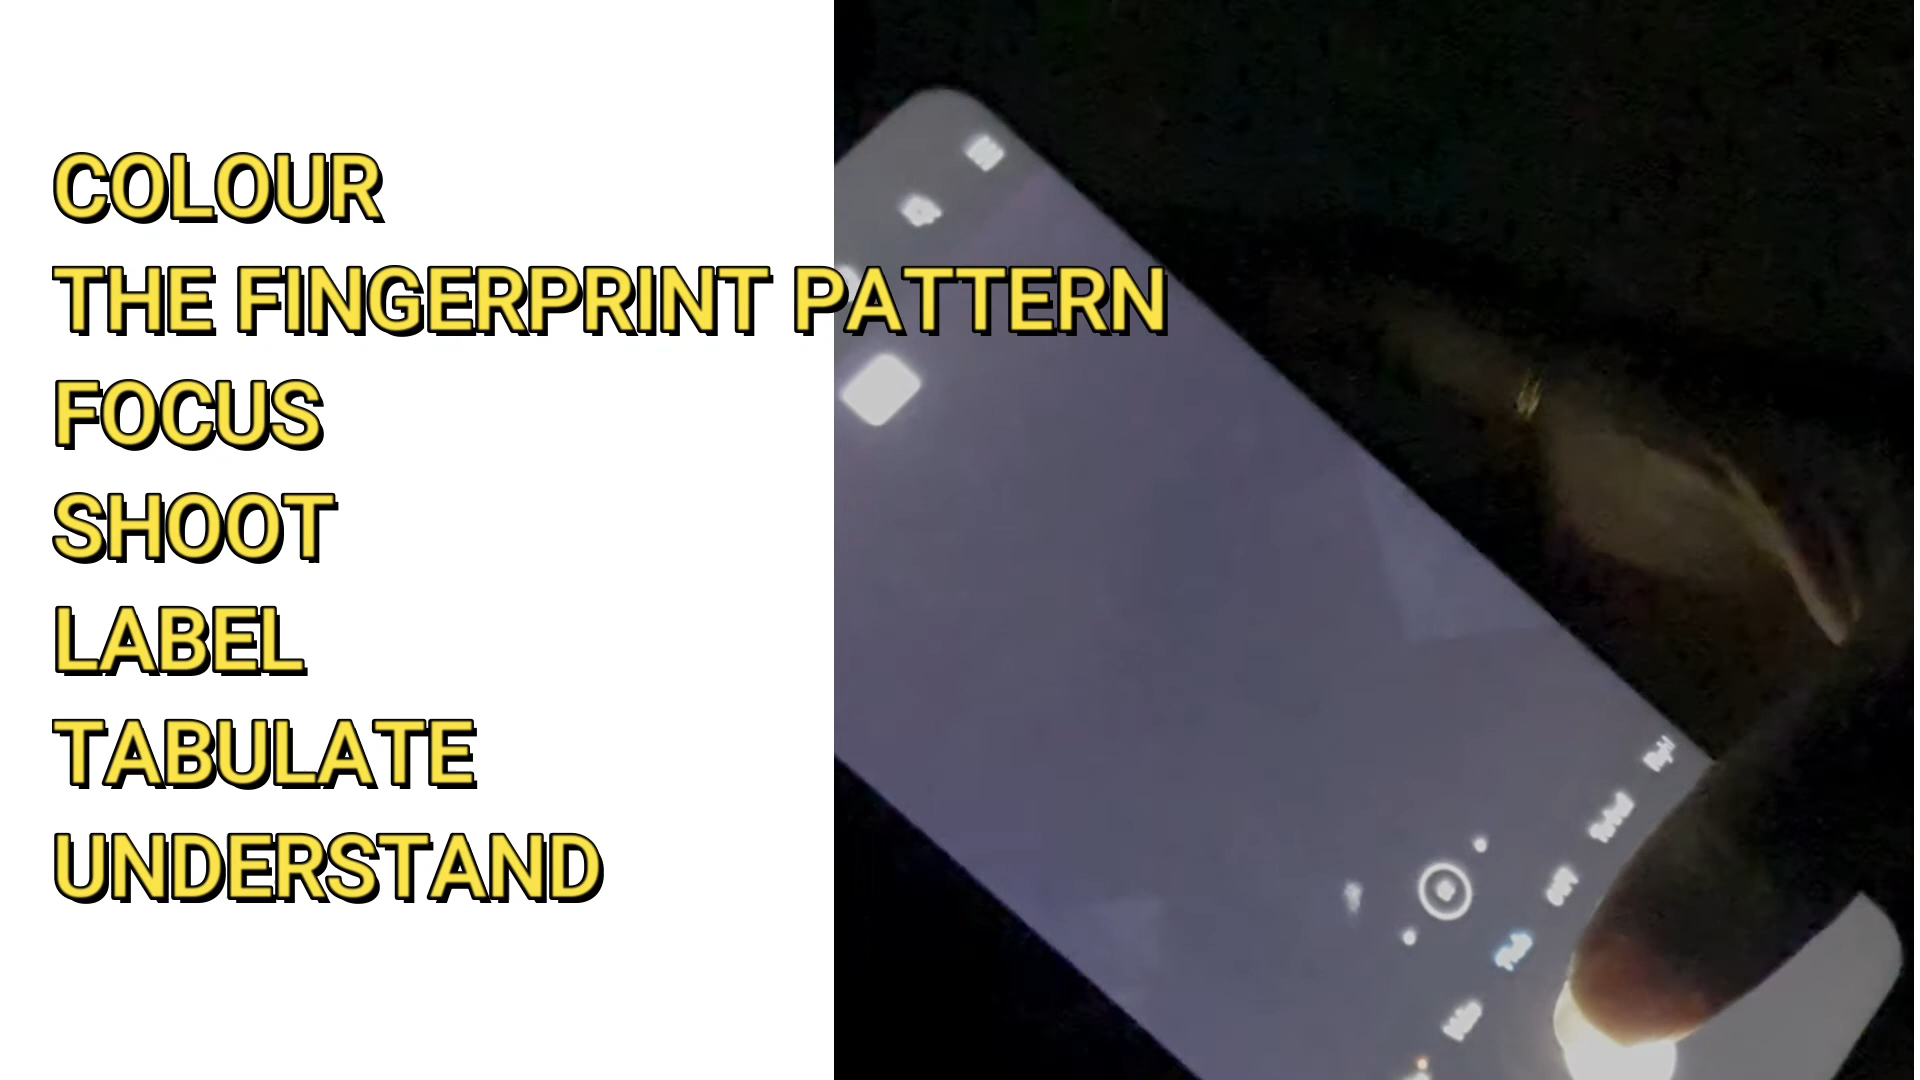 COLOUR
THE FINGERPRINT PATTERN
FOCUS
SHOOT
LABEL
TABULATE
UNDERSTAND